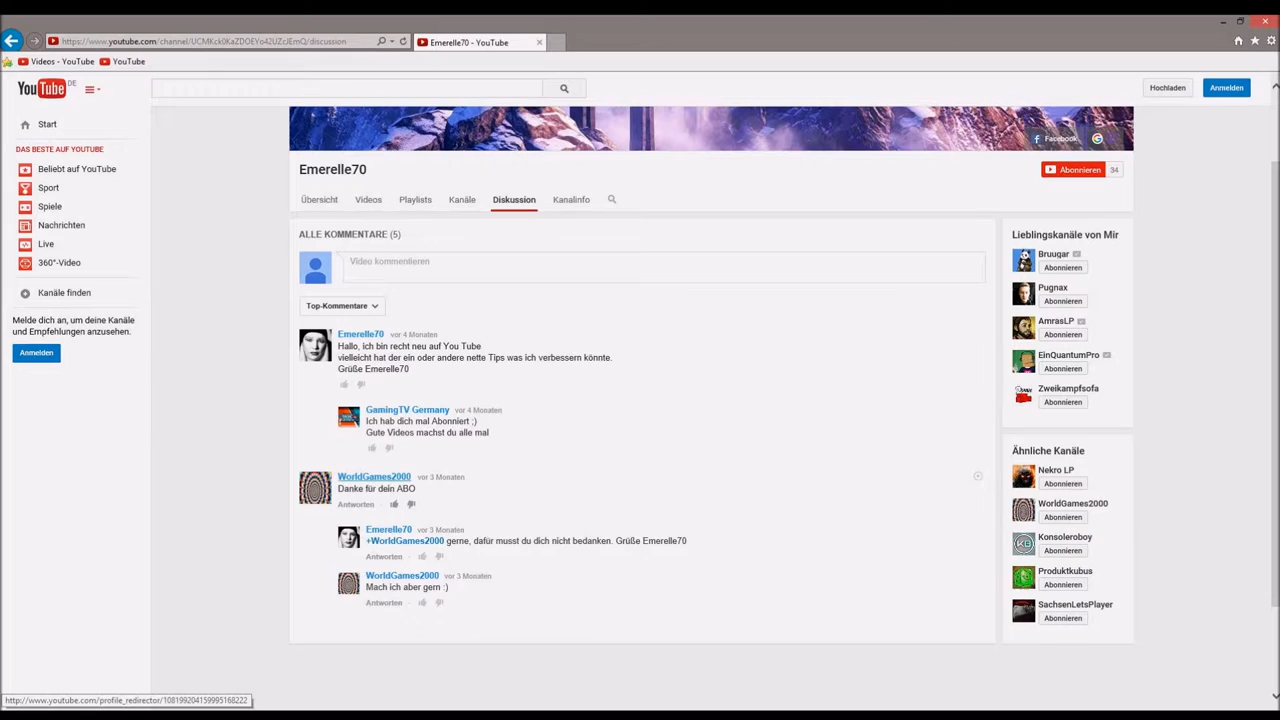 https://www.youtube.com/channel/UCMKck0KaZDOEYo42UZcJEmQ/discussion
Emerelle70 - YouTube
Videos - YouTube
YouTube
YouTube DE
Hochladen
Anmelden
Start
DAS BESTE AUF YOUTUBE
Beliebt auf YouTube
Sport
Spiele
Nachrichten
Live
360°-Video
Kanäle finden
Melde dich an, um deine Kanäle
und Empfehlungen anzusehen.
Anmelden
Facebook
Emerelle70
Abonnieren 34
Übersicht Videos Playlists Kanäle Diskussion Kanalinfo
ALLE KOMMENTARE (5)
Video kommentieren
Top-Kommentare
Emerelle70 vor 4 Monaten
Hallo, ich bin recht neu auf You Tube
vielleicht hat der ein oder andere nette Tips was ich verbessern könnte.
Grüße Emerelle70
GamingTV Germany vor 4 Monaten
Ich hab dich mal Abonniert ;)
Gute Videos machst du alle mal
WorldGames2000 vor 3 Monaten
Danke für dein ABO
Antworten
Emerelle70 vor 3 Monaten
+WorldGames2000 gerne, dafür musst du dich nicht bedanken. Grüße Emerelle70
Antworten
WorldGames2000 vor 3 Monaten
Mach ich aber gern :)
Antworten
Lieblingskanäle von Mir
Bruugar
Abonnieren
Pugnax
Abonnieren
AmrasLP
Abonnieren
EinQuantumPro
Abonnieren
Zweikampfsofa
Abonnieren
Ähnliche Kanäle
Nekro LP
Abonnieren
WorldGames2000
Abonnieren
Konsoleroboy
Abonnieren
Produktkubus
Abonnieren
SachsenLetsPlayer
Abonnieren
http://www.youtube.com/profile_redirector/108199204159995168222